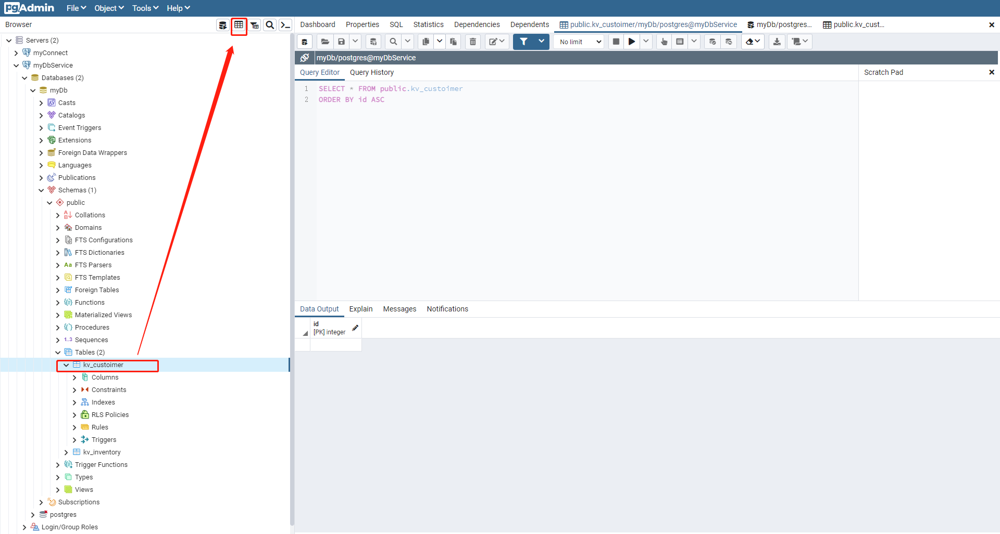 pgAdmin File Object Tools Help
Browser
Dashboard Properties SQL Statistics Dependencies Dependents public.kv_custoimer/myDb/postgres@myDbService myDb/postgres... public.kv_cust...
No limit
myDb/postgres@myDbService
Query Editor Query History
Scratch Pad
1 SELECT * FROM public.kv_custoimer
2 ORDER BY id ASC
Data Output Explain Messages Notifications
id
[PK] integer
Servers (2)
myConnect
myDbService
Databases (2)
myDb
Casts
Catalogs
Event Triggers
Extensions
Foreign Data Wrappers
Languages
Publications
Schemas (1)
public
Collations
Domains
FTS Configurations
FTS Dictionaries
Aa FTS Parsers
FTS Templates
Foreign Tables
Functions
Materialized Views
Procedures
1..3 Sequences
Tables (2)
kv_custoimer
Columns
Constraints
Indexes
RLS Policies
Rules
Triggers
kv_inventory
Trigger Functions
Types
Views
Subscriptions
postgres
Login/Group Roles